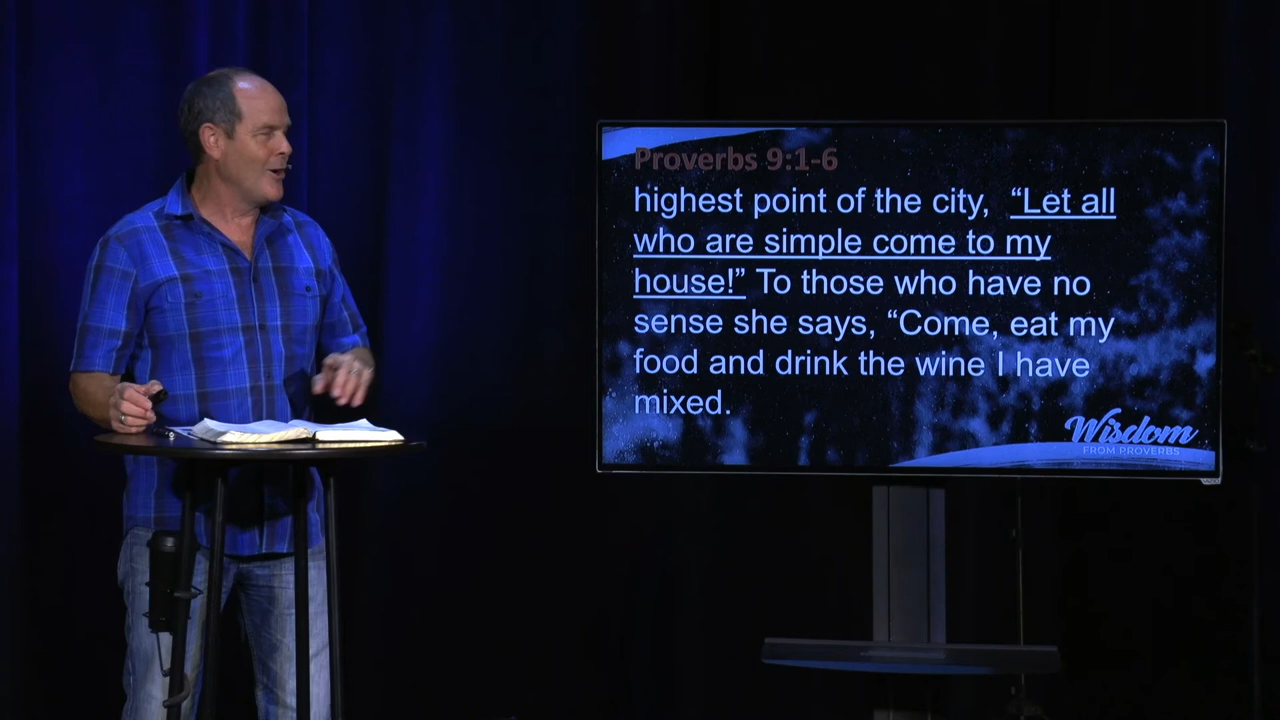 Proverbs 9:1-6
highest point of the city, “Let all
who are simple come to my
house!” To those who have no
sense she says, “Come, eat my
food and drink the wine I have
mixed.
Wisdom
FROM PROVERBS